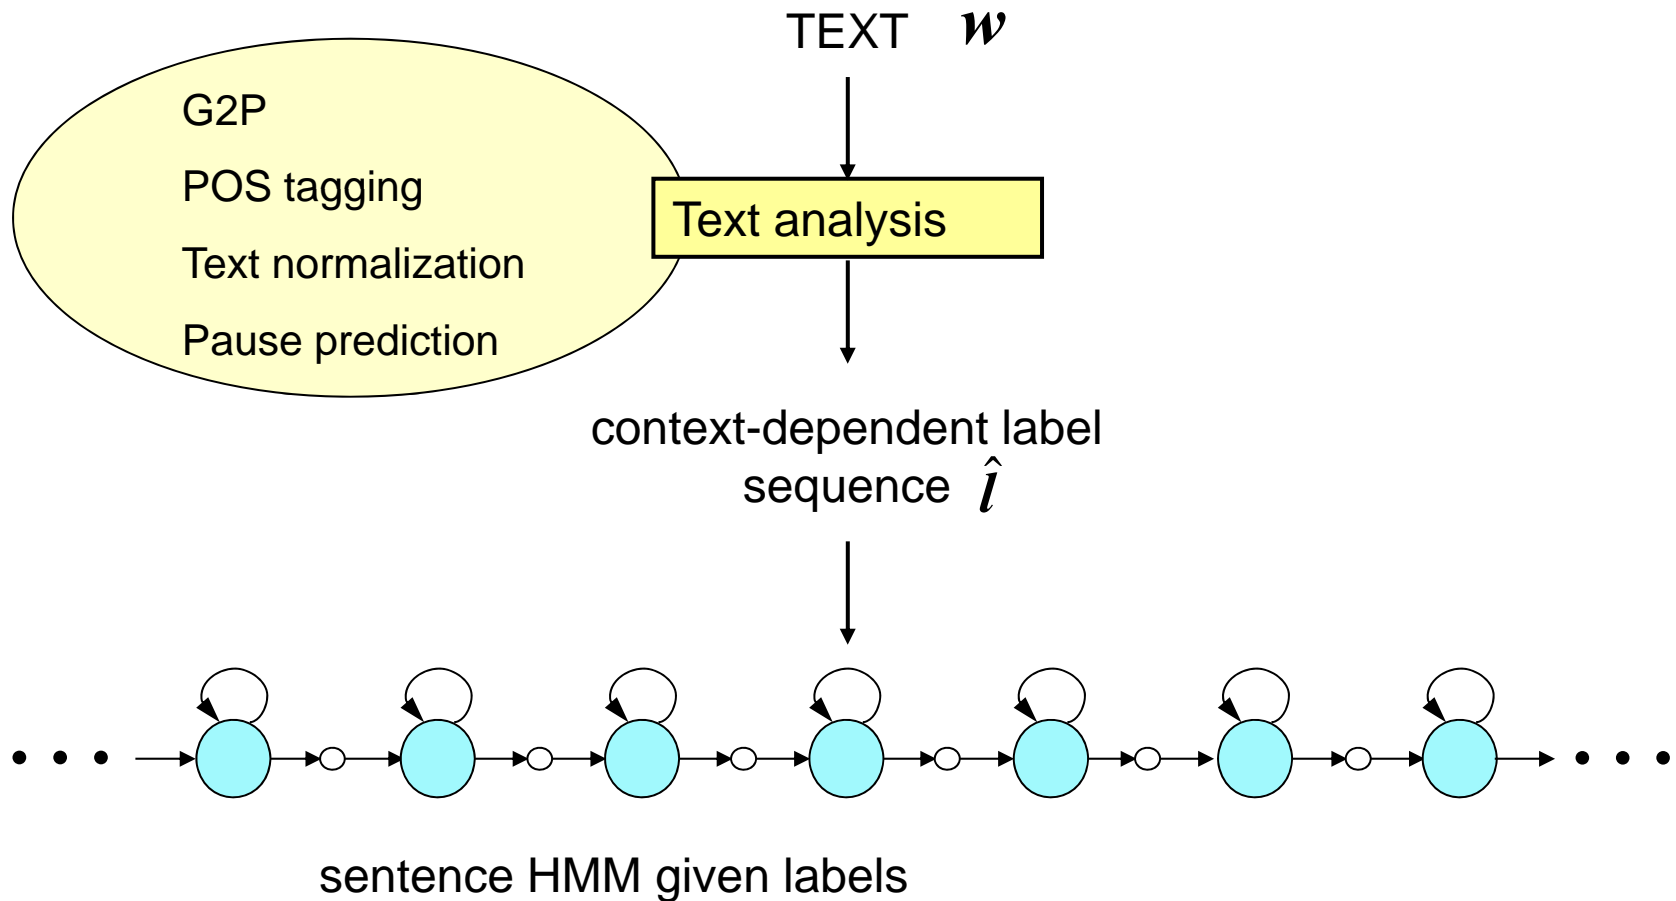 TEXT w
G2P
POS tagging
Text normalization
Pause prediction
Text analysis
context-dependent label
sequence l̂
sentence HMM given labels